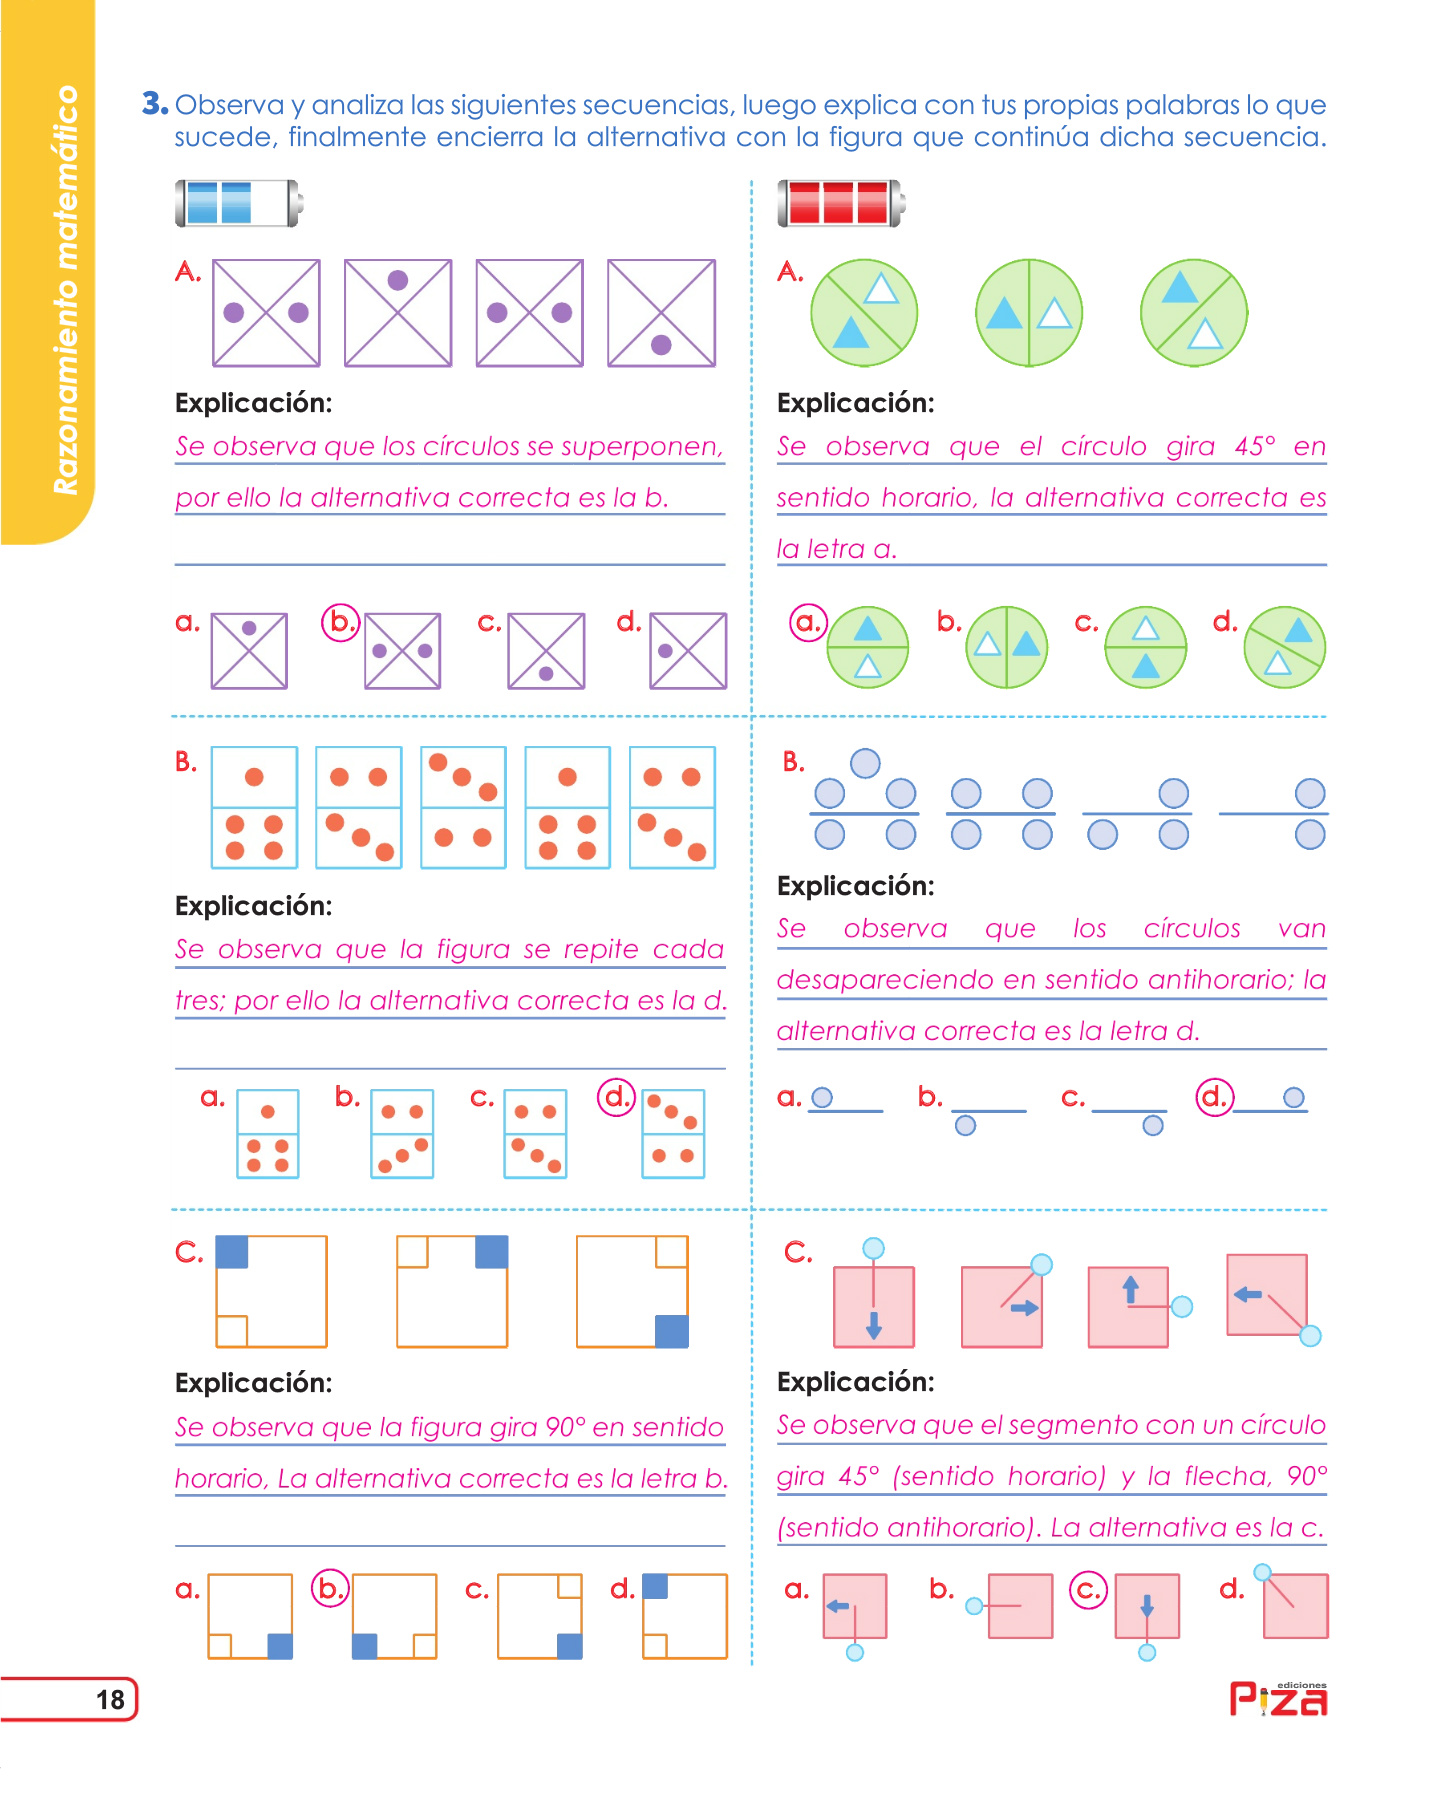 Razonamiento matemático
3. Observa y analiza las siguientes secuencias, luego explica con tus propias palabras lo que
sucede, finalmente encierra la alternativa con la figura que continúa dicha secuencia.
A.
Explicación:
Se observa que los círculos se superponen,
por ello la alternativa correcta es la b.
a. b. c. d.
B.
Explicación:
Se observa que la figura se repite cada
tres; por ello la alternativa correcta es la d.
a. b. c. d.
C.
Explicación:
Se observa que la figura gira 90° en sentido
horario, La alternativa correcta es la letra b.
a. b. c. d.
A.
Explicación:
Se observa que el círculo gira 45° en
sentido horario, la alternativa correcta es
la letra a.
a. b. c. d.
B.
Explicación:
Se observa que los círculos van
desapareciendo en sentido antihorario; la
alternativa correcta es la letra d.
a. b. c. d.
C.
Explicación:
Se observa que el segmento con un círculo
gira 45° (sentido horario) y la flecha, 90°
(sentido antihorario). La alternativa es la c.
a. b. c. d.
18
ediciones
Piza